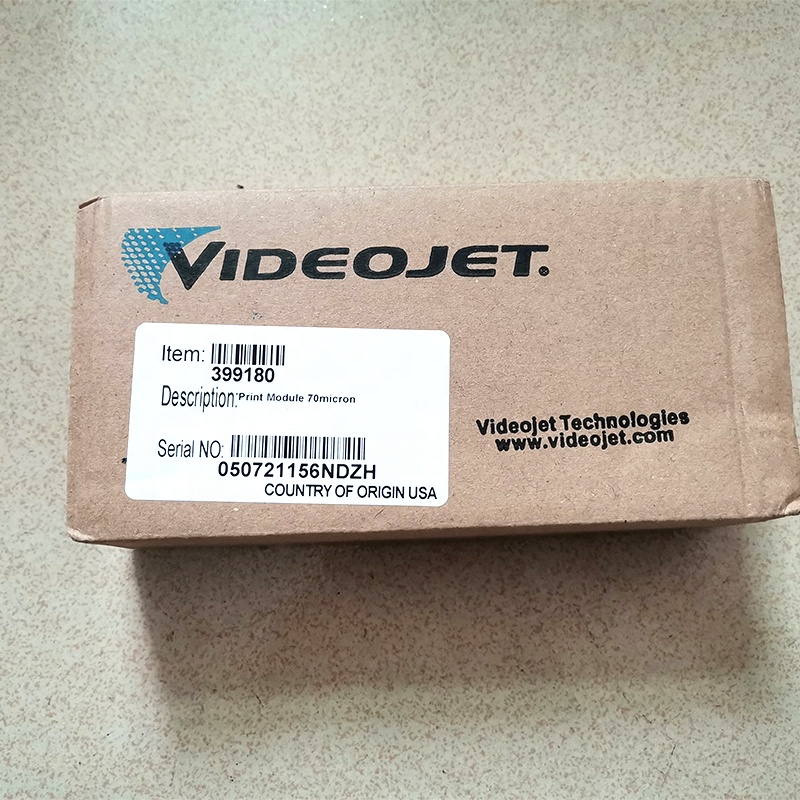 VIDEOJET.
Item:
399180
Description:Print Module 70micron
Serial NO:
050721156NDZH
COUNTRY OF ORIGIN USA
Videojet Technologies
www.videojet.com